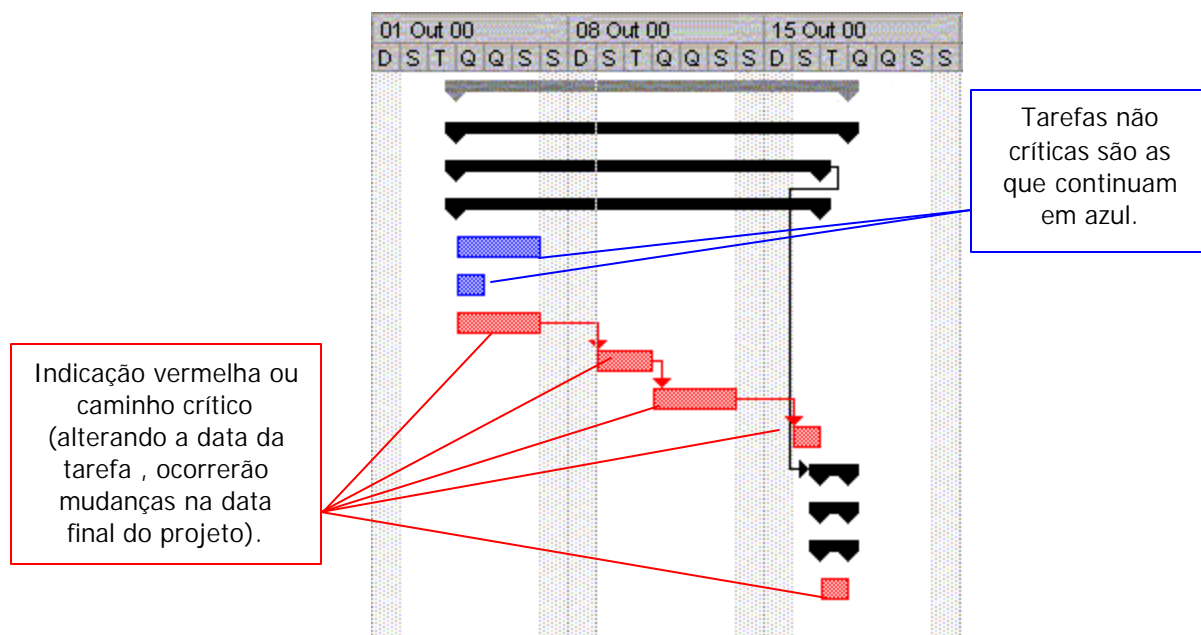 01 Out 00 08 Out 00 15 Out 00
D S T Q Q S S D S T Q Q S S D S T Q Q S S
Tarefas não
críticas são as
que continuam
em azul.
Indicação vermelha ou
caminho crítico
(alterando a data da
tarefa , ocorrerão
mudanças na data
final do projeto).